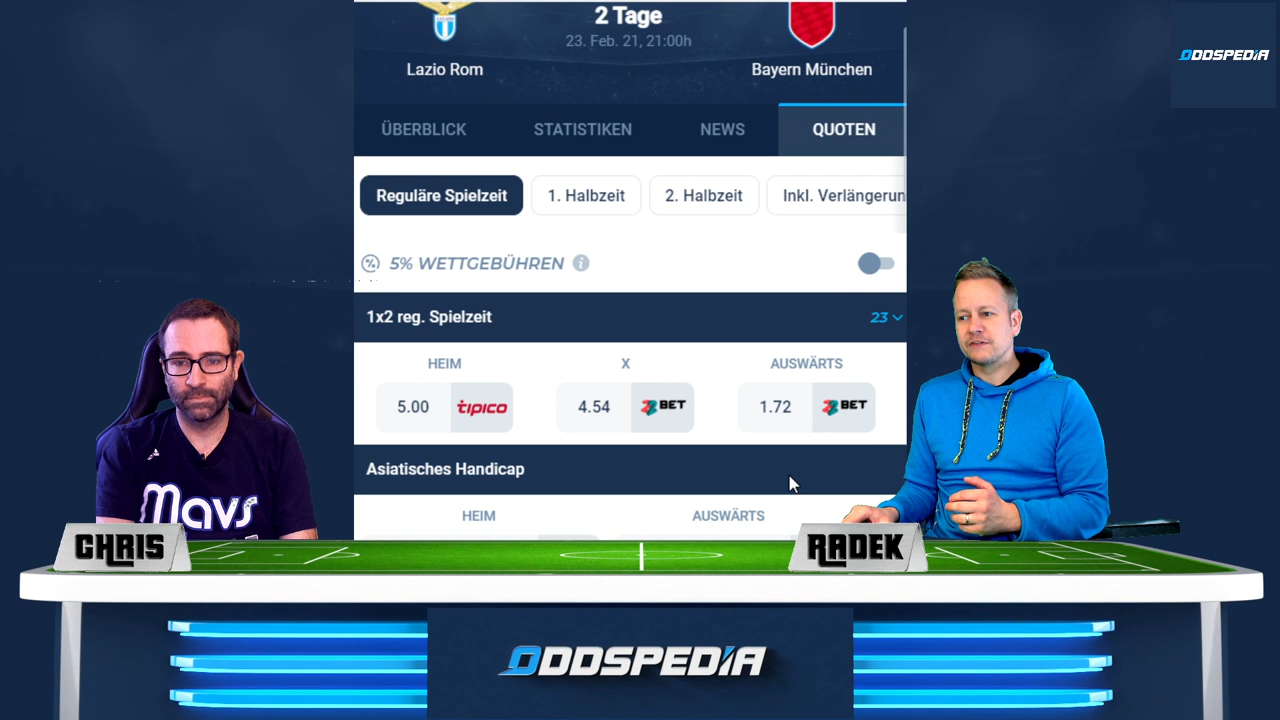 2 Tage
23. Feb. 21, 21:00h
Lazio Rom
Bayern München
ODDSPEDIA
ÜBERBLICK
STATISTIKEN
NEWS
QUOTEN
Reguläre Spielzeit
1. Halbzeit
2. Halbzeit
Inkl. Verlängerun
5% WETTGEBÜHREN
1x2 reg. Spielzeit
23
HEIM
X
AUSWÄRTS
5.00 tipico
4.54 22BET
1.72 22BET
Asiatisches Handicap
HEIM
AUSWÄRTS
Mavs
CHRIS
RADEK
ODDSPEDIA